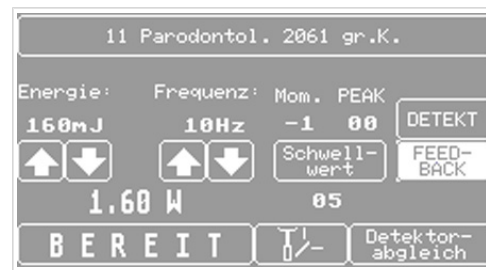 11 Parodontol. 2061 gr.K.
Energie: Frequenz: Mom. PEAK
160mJ 10Hz -1 00 DETEKT
Schwell-
wert
FEED-
BACK
1.60 W 05
BEREIT
Detektor-
abgleich